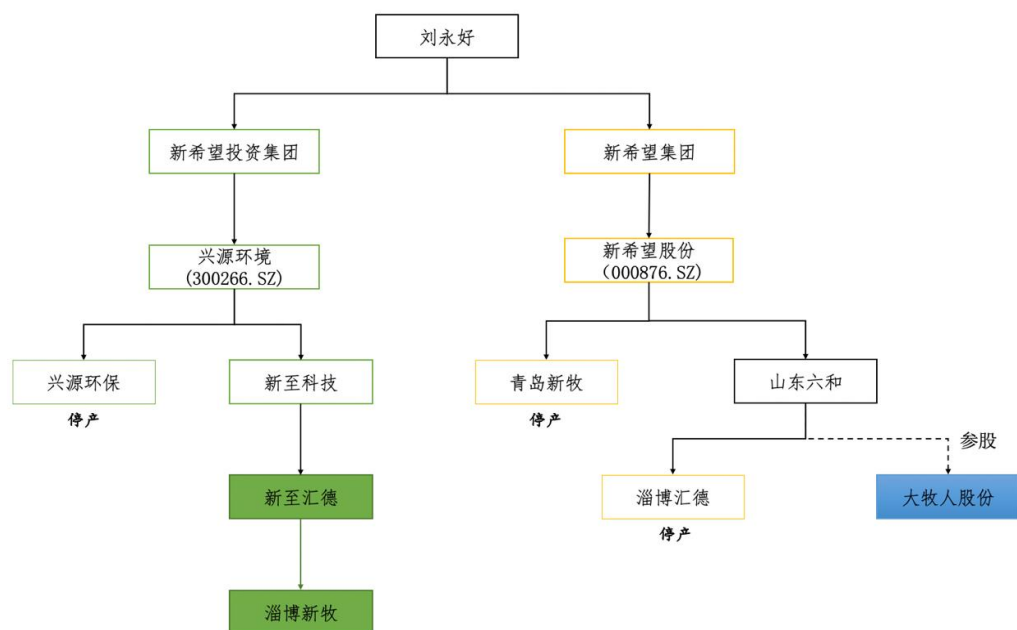 刘永好
新希望投资集团
新希望集团
兴源环境
(300266.SZ)
新希望股份
（000876.SZ)
兴源环保
新至科技
青岛新牧
山东六和
停产
停产
参股
新至汇德
淄博汇德
大牧人股份
停产
淄博新牧